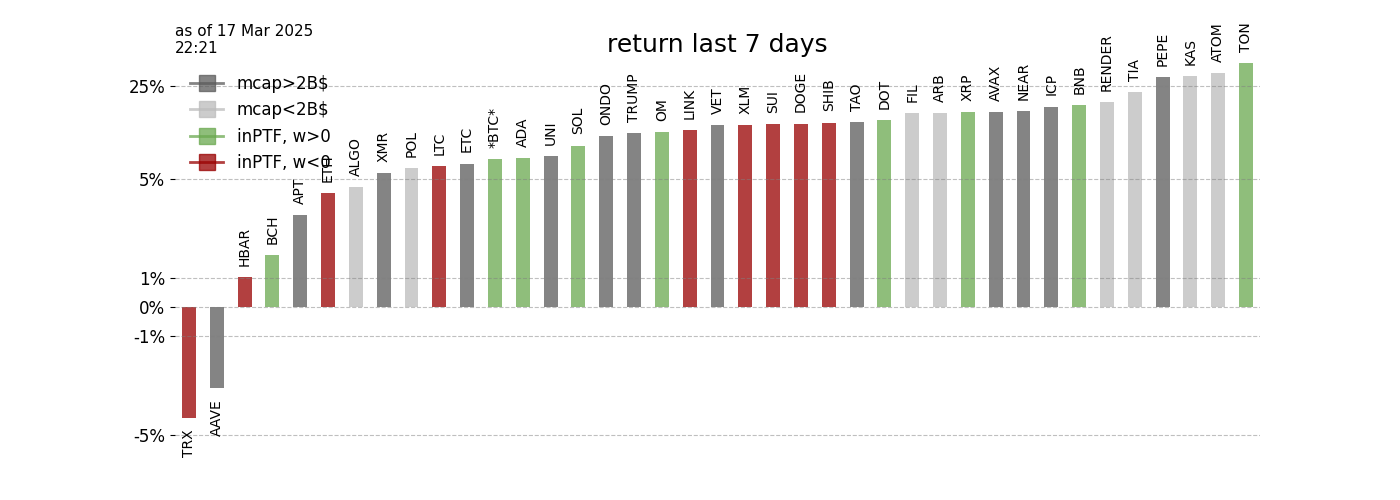 as of 17 Mar 2025
22:21
return last 7 days
mcap>2B$
mcap<2B$
inPTF, w>0
inPTF, w<0
25%
5%
1%
0%
-1%
-5%
TRX
AAVE
HBAR
BCH
APT
ETH
ALGO
XMR
POL
LTC
ETC
*BTC*
ADA
UNI
SOL
ONDO
TRUMP
OM
LINK
VET
XLM
SUI
DOGE
SHIB
TAO
DOT
FIL
ARB
XRP
AVAX
NEAR
ICP
BNB
RENDER
TIA
PEPE
KAS
ATOM
TON